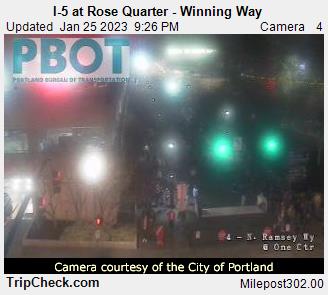 I-5 at Rose Quarter - Winning Way
Updated Jan 25 2023 9:26 PM Camera 4
PBOT
PORTLAND BUREAU OF TRANSPORTATION
4 - N. Ramsey Wy
@ One Ctr
Camera courtesy of the City of Portland
TripCheck.com Milepost302.00